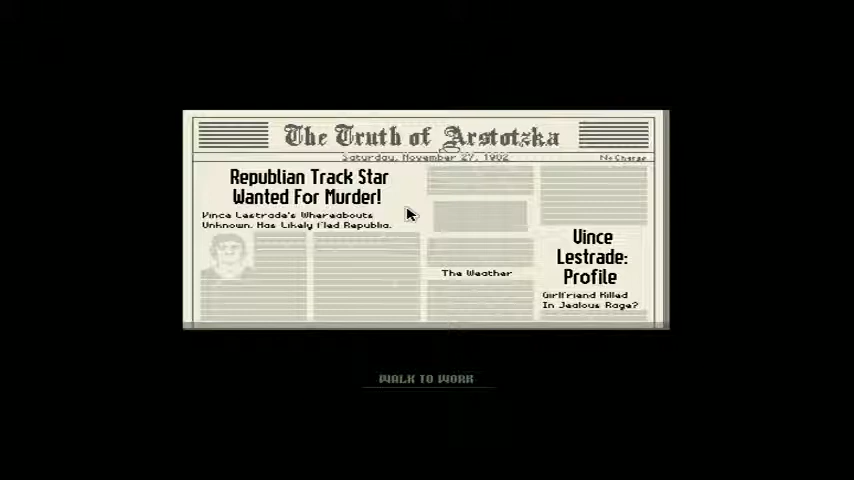 The Truth of Arstotzka
Saturday, November 27, 1982
No Charge
Republian Track Star
Wanted For Murder!
Vince Lestrade's Whereabouts
Unknown. Has Likely Fled Republia.
The Weather
Vince
Lestrade:
Profile
Girlfriend Killed
In Jealous Rage?
WALK TO WORK